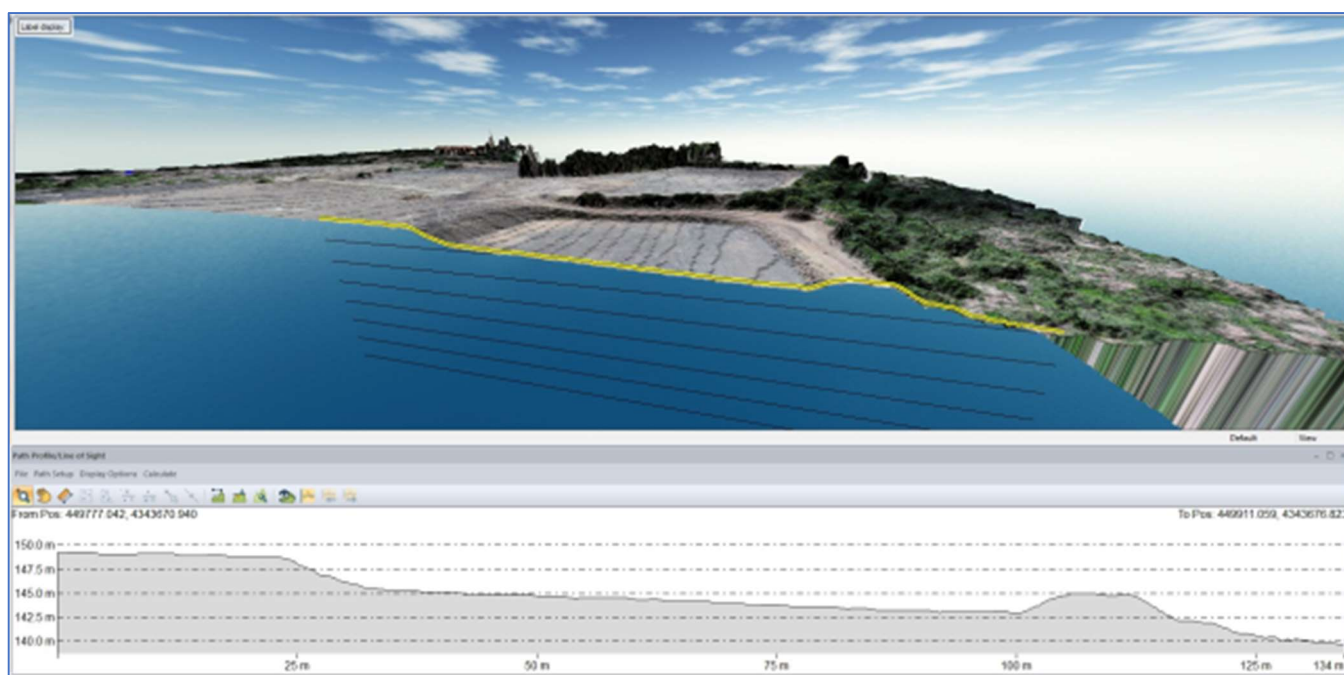 Label display
Default View
Path Profile/Line of Sight
File Path Setup Display Options Calculate
From Pos: 449777.042, 4343670.940 To Pos: 449911.059, 4343676.82
150.0 m
147.5 m
145.0 m
142.5 m
140.0 m
25 m 50 m 75 m 100 m 125 m 134 m